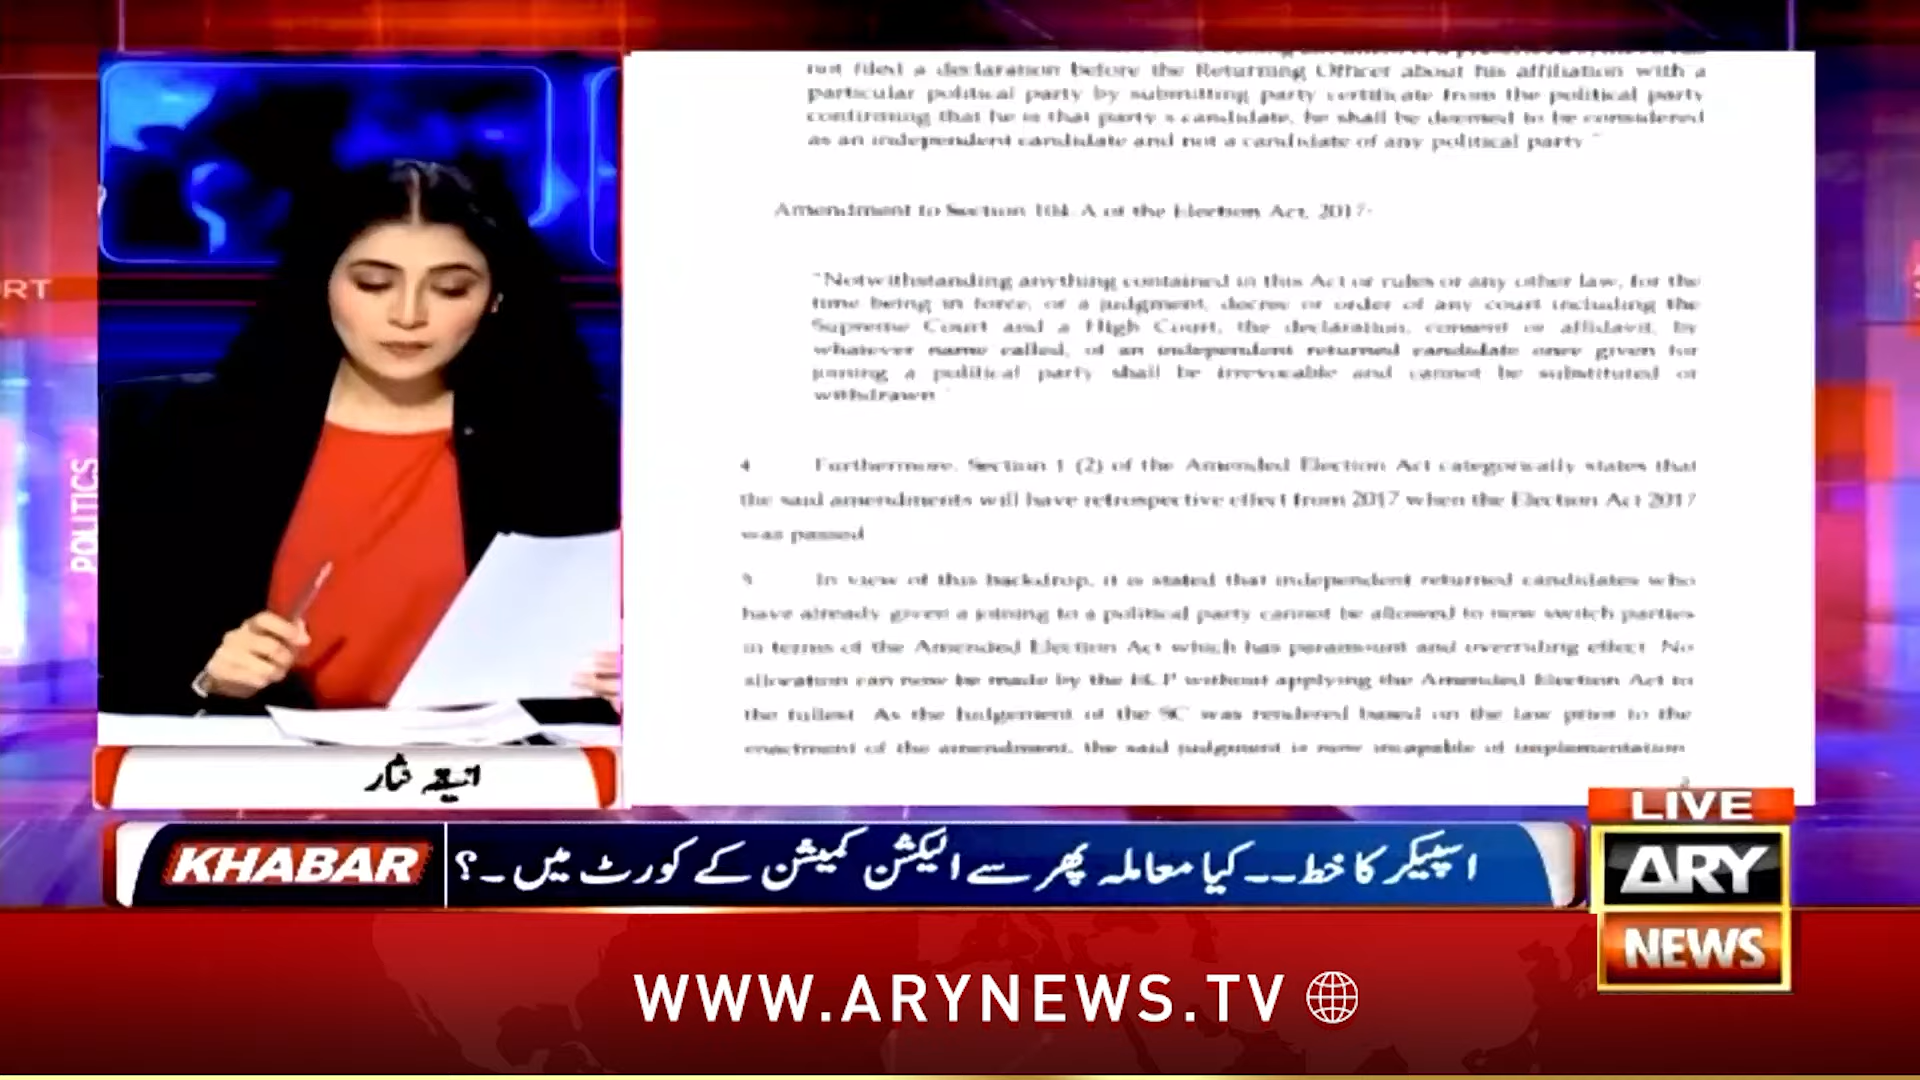 RT
POLITICS
not filed a declaration before the Returning Officer about his affiliation with a
particular political party by submitting party certificate from the political party
confirming that he is that party's candidate, he shall be deemed to be considered
as an independent candidate and not a candidate of any political party."
Amendment to Section 104-A of the Election Act, 2017-
"Notwithstanding anything contained in this Act or rules or any other law, for the
time being in force, or a judgment, decree or order of any court including the
Supreme Court and a High Court, the declaration, consent or affidavit, by
whatever name called, of an independent returned candidate once given for
joining a political party shall be irrevocable and cannot be substituted or
withdrawn."
4. Furthermore, Section 1 (2) of the Amended Election Act categorically states that
the said amendments will have retrospective effect from 2017 when the Election Act 2017
was passed.
5. In view of this backdrop, it is stated that independent returned candidates who
have already given a joining to a political party cannot be allowed to now switch parties
in terms of the Amended Election Act which has paramount and overriding effect. No
allocation can now be made by the ECP without applying the Amended Election Act to
the fullest. As the Judgement of the SC was rendered based on the law prior to the
enactment of the amendment, the said judgment is now incapable of implementation
2
انیقہ نثار
KHABAR
اسپیکر کا خط۔۔کیا معاملہ پھر سے الیکشن کمیشن کے کورٹ میں ۔؟
LIVE
ARY
NEWS
WWW.ARYNEWS.TV